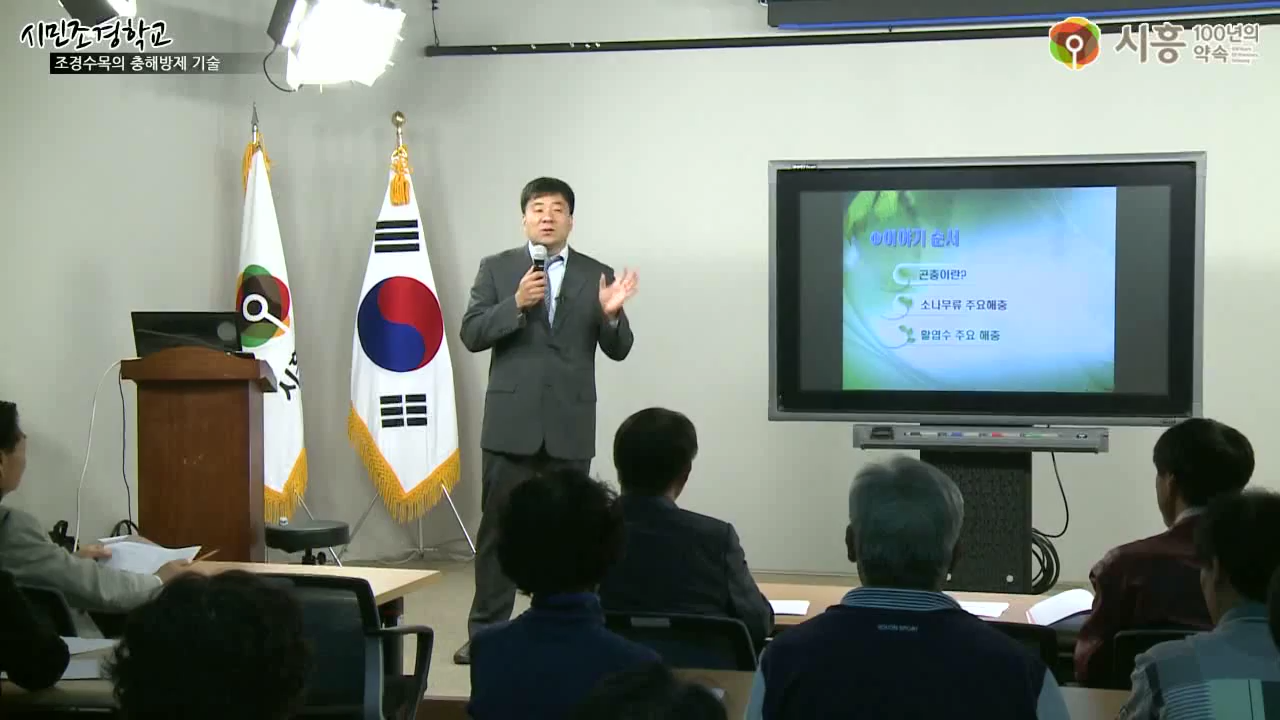 시민조경학교
조경수목의 충해방제 기술
시흥 100년의
약속
이야기 순서
곤충이란?
소나무류 주요해충
활엽수 주요 해충